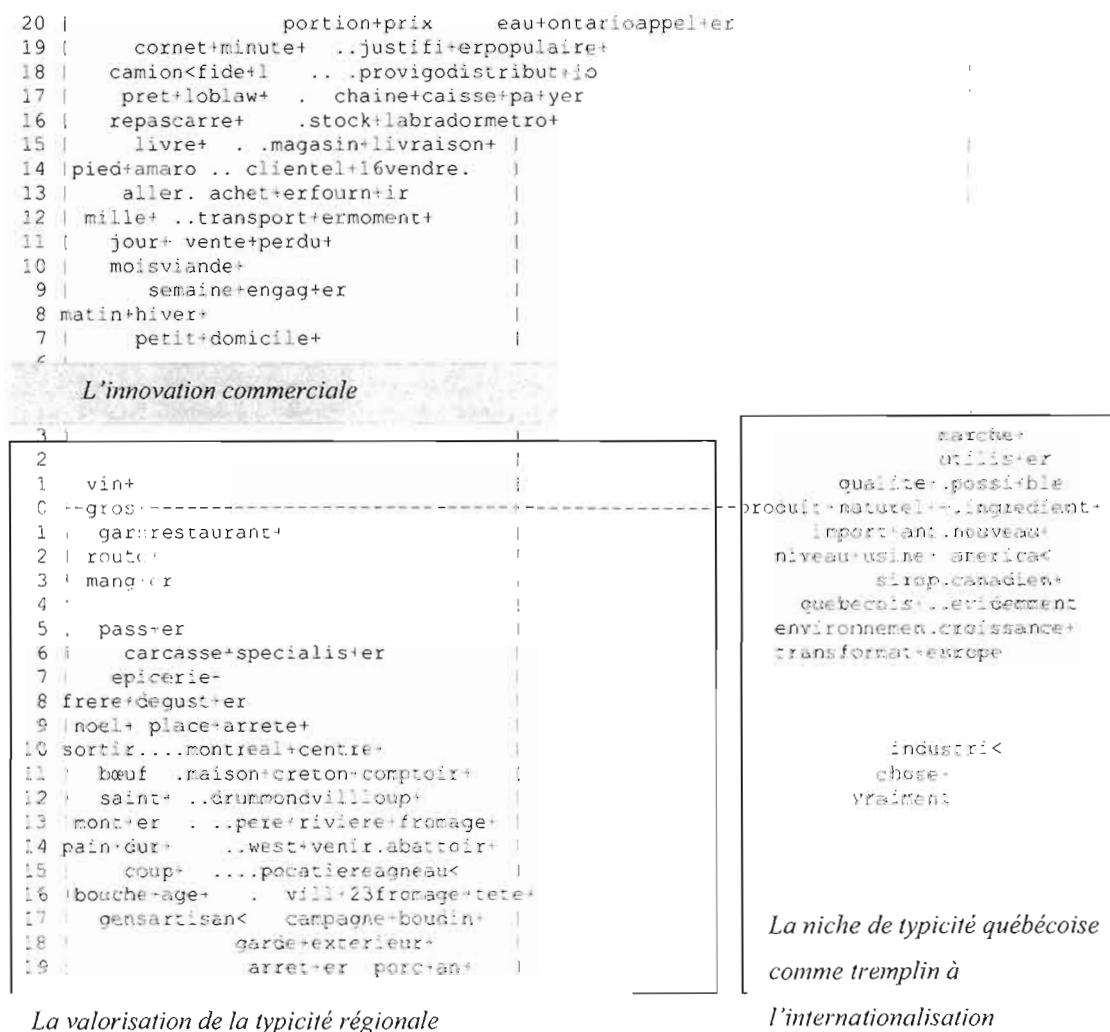 20 | portion+prix eau+ontarioappel+er
19 | cornet+minute+ ..justifi+erpopulaire+
18 | camion<fide+l .. .provigodistribut+io
17 | pret+loblaw+ . chaine+caisse+pa+yer
16 | repascarre+ .stock+labradormetro+
15 | livre+ . .magasin+livraison+ |
14 |pied+amaro .. clientel+16vendre. |
13 | aller. achet+erfourn+ir |
12 | mille+ ..transport+ermoment+ |
11 | jour+ vente+perdu+ |
10 | moisviande+ |
9 | semaine+engag+er |
8 matin+hiver+ |
7 | petit+domicile+ |
L'innovation commerciale
3 |
2 |
1 vin+ |
0 --gros+
1 | restaurant+ |
2 | route+
3 | mang+er
4
5 pass+er
6 carcasse+specialis+er
7 epicerie+
8 frere+degust+er
9 |noel+ place+arrete+
10 sortir....montreal+centre+
11 | bœuf .maison+creton+comptoir+ |
12 | saint+ ..drummondvillloup+ |
13 |mont+er . ..pere+riviere+fromage+ |
14 pain+dur+ ..west+venir.abattoir+ |
15 | coup+ ....pocatiereagneau< |
16 |bouche+age+ . vill+23fromage+tete+
17 | gensartisan< campagne+boudin+ |
18 | garde+exterieur+ |
19 | arret+er porc+an+ |
La valorisation de la typicité régionale
marche+
utilis+er
qualite+.possi+ble
produit+naturel+-.ingredient+
import+ant.nouveau+
niveau+usine+ america<
sirop.canadien+
quebecois+..evidemment
environnemen.croissance+
transformat+europe
industri<
chose+
vraiment
La niche de typicité québécoise
comme tremplin à
l'internationalisation